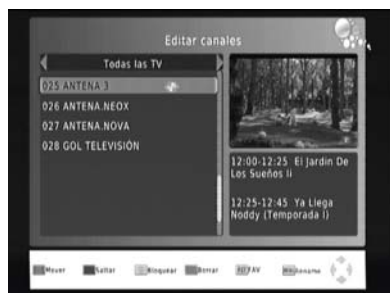 Editar canales
Todas las TV
025 ANTENA 3
026 ANTENA.NEOX
027 ANTENA.NOVA
028 GOL TELEVISIÓN
12:00-12:25 El Jardin De
Los Sueños Ii
12:25-12:45 Ya Llega
Noddy (Temporada I)
Mover Saltar Bloquear Borrar FAV Rename